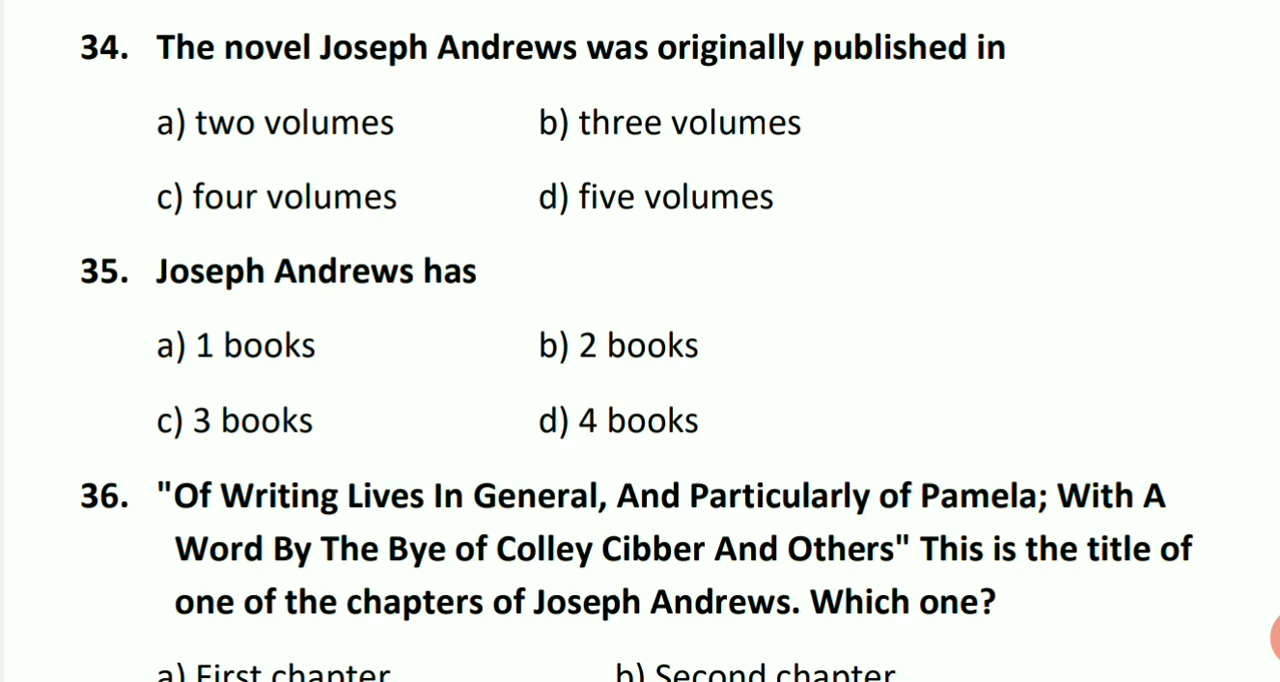 34. The novel Joseph Andrews was originally published in
a) two volumes b) three volumes
c) four volumes d) five volumes
35. Joseph Andrews has
a) 1 books b) 2 books
c) 3 books d) 4 books
36. "Of Writing Lives In General, And Particularly of Pamela; With A
Word By The Bye of Colley Cibber And Others" This is the title of
one of the chapters of Joseph Andrews. Which one?
a) First chapter b) Second chapter